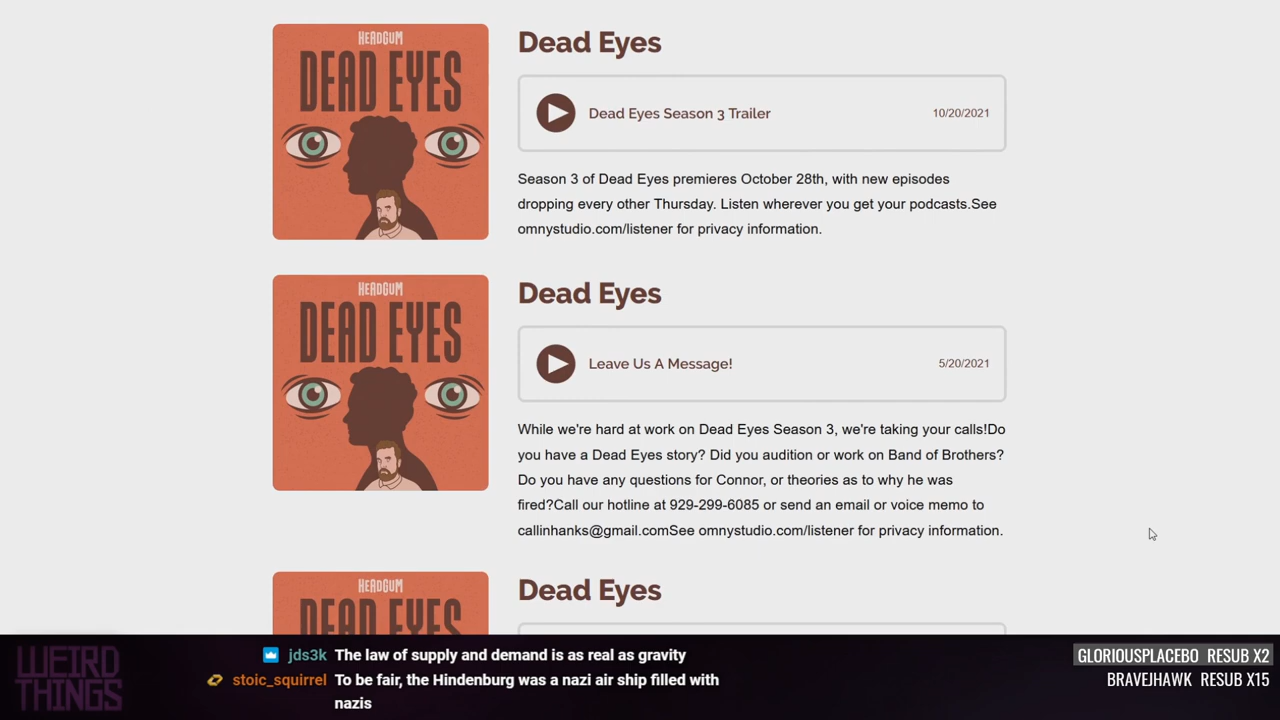 HEADGUM
DEAD EYES
Dead Eyes
Dead Eyes Season 3 Trailer
10/20/2021
Season 3 of Dead Eyes premieres October 28th, with new episodes
dropping every other Thursday. Listen wherever you get your podcasts.See
omnystudio.com/listener for privacy information.
HEADGUM
DEAD EYES
Dead Eyes
Leave Us A Message!
5/20/2021
While we're hard at work on Dead Eyes Season 3, we're taking your calls!Do
you have a Dead Eyes story? Did you audition or work on Band of Brothers?
Do you have any questions for Connor, or theories as to why he was
fired?Call our hotline at 929-299-6085 or send an email or voice memo to
callinhanks@gmail.comSee omnystudio.com/listener for privacy information.
HEADGUM
DEAD EYES
Dead Eyes
WEIRD
THINGS
jds3k The law of supply and demand is as real as gravity
stoic_squirrel To be fair, the Hindenburg was a nazi air ship filled with
nazis
GLORIOUSPLACEBO RESUB X2
BRAVEJHAWK RESUB X15